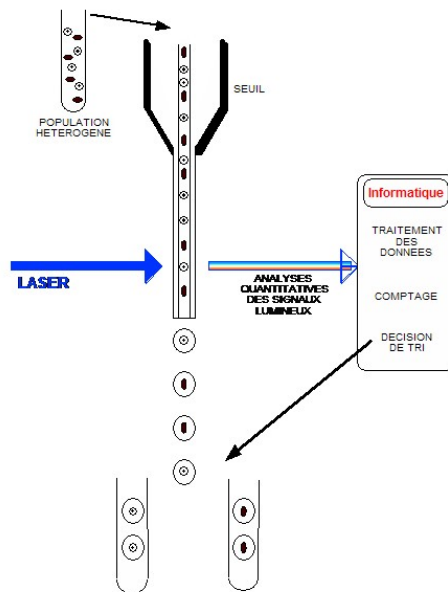 POPULATION
HETEROGENE
SEUIL
Informatique
TRAITEMENT
DES
DONNEES
COMPTAGE
DECISION
DE TRI
LASER
ANALYSES
QUANTITATIVES
DES SIGNAUX
LUMINEUX